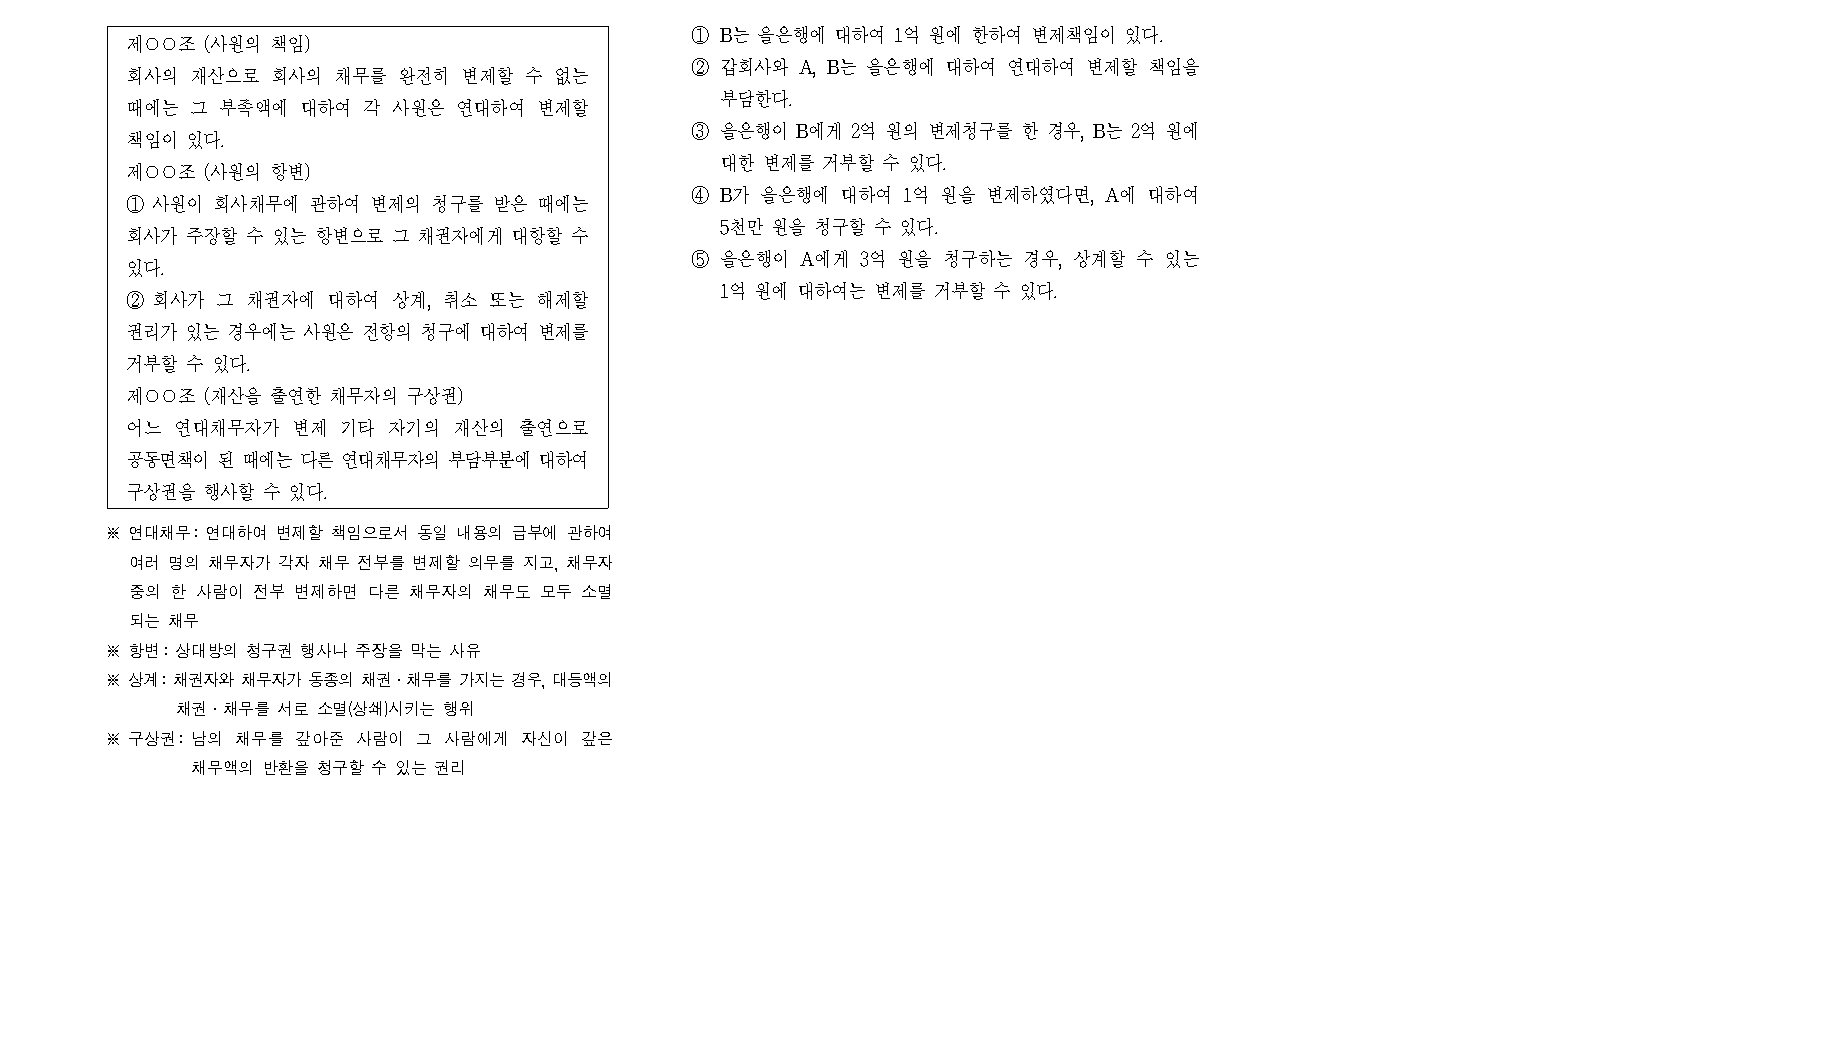 제○○조 (사원의 책임)
회사의 재산으로 회사의 채무를 완전히 변제할 수 없는
때에는 그 부족액에 대하여 각 사원은 연대하여 변제할
책임이 있다.
제○○조 (사원의 항변)
① 사원이 회사채무에 관하여 변제의 청구를 받은 때에는
회사가 주장할 수 있는 항변으로 그 채권자에게 대항할 수
있다.
② 회사가 그 채권자에 대하여 상계, 취소 또는 해제할
권리가 있는 경우에는 사원은 전항의 청구에 대하여 변제를
거부할 수 있다.
제○○조 (재산을 출연한 채무자의 구상권)
어느 연대채무자가 변제 기타 자기의 재산의 출연으로
공동면책이 된 때에는 다른 연대채무자의 부담부분에 대하여
구상권을 행사할 수 있다.
※ 연대채무: 연대하여 변제할 책임으로서 동일 내용의 급부에 관하여
여러 명의 채무자가 각자 채무 전부를 변제할 의무를 지고, 채무자
중의 한 사람이 전부 변제하면 다른 채무자의 채무도 모두 소멸
되는 채무
※ 항변: 상대방의 청구권 행사나 주장을 막는 사유
※ 상계: 채권자와 채무자가 동종의 채권·채무를 가지는 경우, 대등액의
채권·채무를 서로 소멸(상쇄)시키는 행위
※ 구상권: 남의 채무를 갚아준 사람이 그 사람에게 자신이 갚은
채무액의 반환을 청구할 수 있는 권리
① B는 을은행에 대하여 1억 원에 한하여 변제책임이 있다.
② 갑회사와 A, B는 을은행에 대하여 연대하여 변제할 책임을
부담한다.
③ 을은행이 B에게 2억 원의 변제청구를 한 경우, B는 2억 원에
대한 변제를 거부할 수 있다.
④ B가 을은행에 대하여 1억 원을 변제하였다면, A에 대하여
5천만 원을 청구할 수 있다.
⑤ 을은행이 A에게 3억 원을 청구하는 경우, 상계할 수 있는
1억 원에 대하여는 변제를 거부할 수 있다.